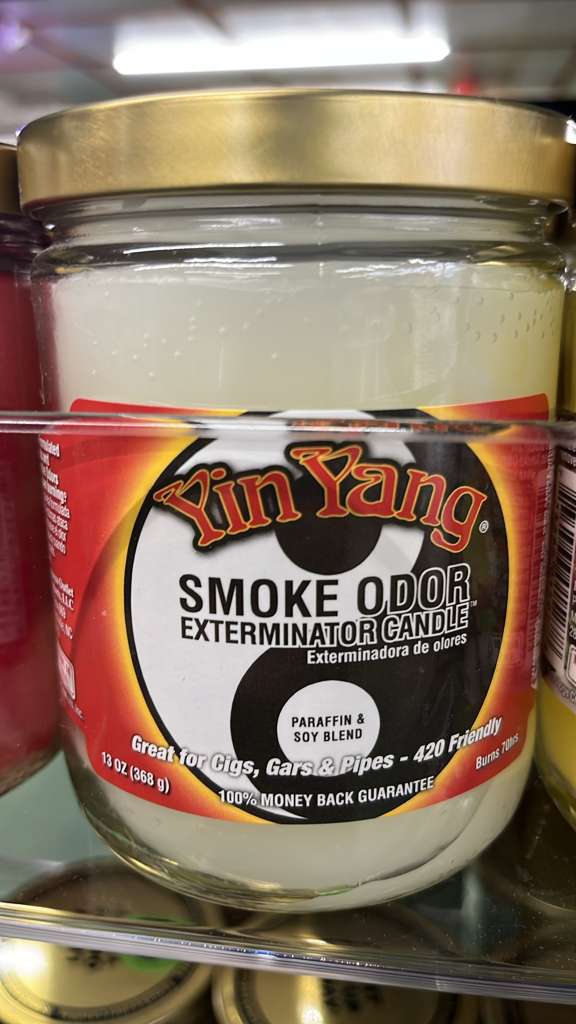 Yin Yang®
SMOKE ODOR
EXTERMINATOR CANDLE™
Exterminadora de olores
PARAFFIN &
SOY BLEND
Great for Cigs, Gars & Pipes - 420 Friendly
13 OZ (368 g)
Burns 70hrs
100% MONEY BACK GUARANTEE